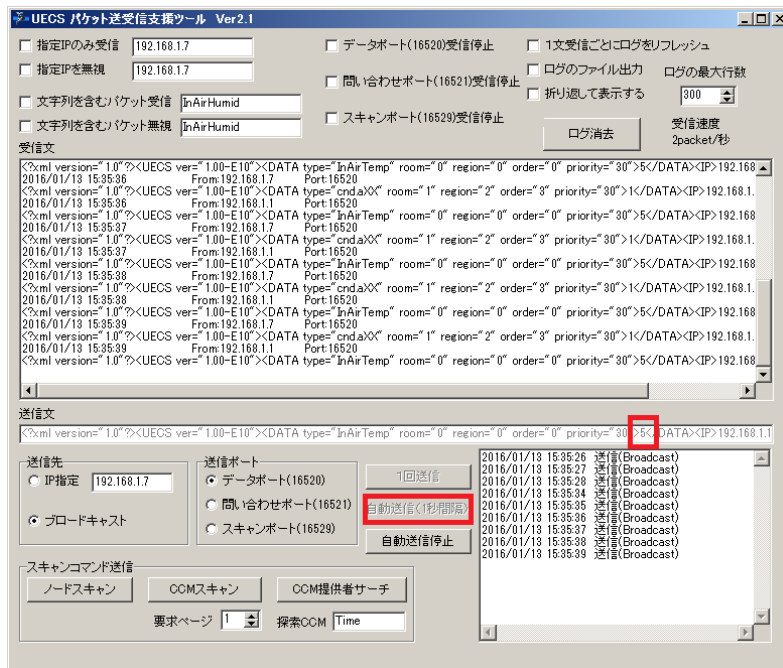 UECS パケット送受信支援ツール Ver2.1
指定IPのみ受信 192.168.1.7
データポート(16520)受信停止
1文受信ごとにログをリフレッシュ
指定IPを無視 192.168.1.7
問い合わせポート(16521)受信停止
ログのファイル出力
ログの最大行数
折り返して表示する
300
文字列を含むパケット受信 InAirHumid
スキャンポート(16529)受信停止
文字列を含むパケット無視 InAirHumid
ログ消去
受信速度
2packet/秒
受信文
<?xml version="1.0"?><UECS ver="1.00-E10"><DATA type="InAirTemp" room="0" region="0" order="0" priority="30">5</DATA><IP>192.168
2016/01/13 15:35:36 From:192.168.1.7 Port:16520
<?xml version="1.0"?><UECS ver="1.00-E10"><DATA type="cnd.aXX" room="1" region="2" order="3" priority="30">1</DATA><IP>192.168.1.
2016/01/13 15:35:36 From:192.168.1.1 Port:16520
<?xml version="1.0"?><UECS ver="1.00-E10"><DATA type="InAirTemp" room="0" region="0" order="0" priority="30">5</DATA><IP>192.168
2016/01/13 15:35:37 From:192.168.1.7 Port:16520
<?xml version="1.0"?><UECS ver="1.00-E10"><DATA type="cnd.aXX" room="1" region="2" order="3" priority="30">1</DATA><IP>192.168.1.
2016/01/13 15:35:37 From:192.168.1.1 Port:16520
<?xml version="1.0"?><UECS ver="1.00-E10"><DATA type="InAirTemp" room="0" region="0" order="0" priority="30">5</DATA><IP>192.168
2016/01/13 15:35:38 From:192.168.1.7 Port:16520
<?xml version="1.0"?><UECS ver="1.00-E10"><DATA type="cnd.aXX" room="1" region="2" order="3" priority="30">1</DATA><IP>192.168.1.
2016/01/13 15:35:38 From:192.168.1.1 Port:16520
<?xml version="1.0"?><UECS ver="1.00-E10"><DATA type="InAirTemp" room="0" region="0" order="0" priority="30">5</DATA><IP>192.168
2016/01/13 15:35:39 From:192.168.1.7 Port:16520
<?xml version="1.0"?><UECS ver="1.00-E10"><DATA type="cnd.aXX" room="1" region="2" order="3" priority="30">1</DATA><IP>192.168.1.
2016/01/13 15:35:39 From:192.168.1.1 Port:16520
<?xml version="1.0"?><UECS ver="1.00-E10"><DATA type="InAirTemp" room="0" region="0" order="0" priority="30">5</DATA><IP>192.168
送信文
<?xml version="1.0"?><UECS ver="1.00-E10"><DATA type="InAirTemp" room="0" region="0" order="0" priority="30">5</DATA><IP>192.168.1.1
送信先
IP指定 192.168.1.7
ブロードキャスト
送信ポート
データポート(16520)
問い合わせポート(16521)
スキャンポート(16529)
1回送信
自動送信(1秒間隔)
自動送信停止
2016/01/13 15:35:26 送信(Broadcast)
2016/01/13 15:35:27 送信(Broadcast)
2016/01/13 15:35:28 送信(Broadcast)
2016/01/13 15:35:34 送信(Broadcast)
2016/01/13 15:35:35 送信(Broadcast)
2016/01/13 15:35:36 送信(Broadcast)
2016/01/13 15:35:37 送信(Broadcast)
2016/01/13 15:35:38 送信(Broadcast)
2016/01/13 15:35:39 送信(Broadcast)
スキャンコマンド送信
ノードスキャン
CCMスキャン
CCM提供者サーチ
要求ページ 1
探索CCM Time